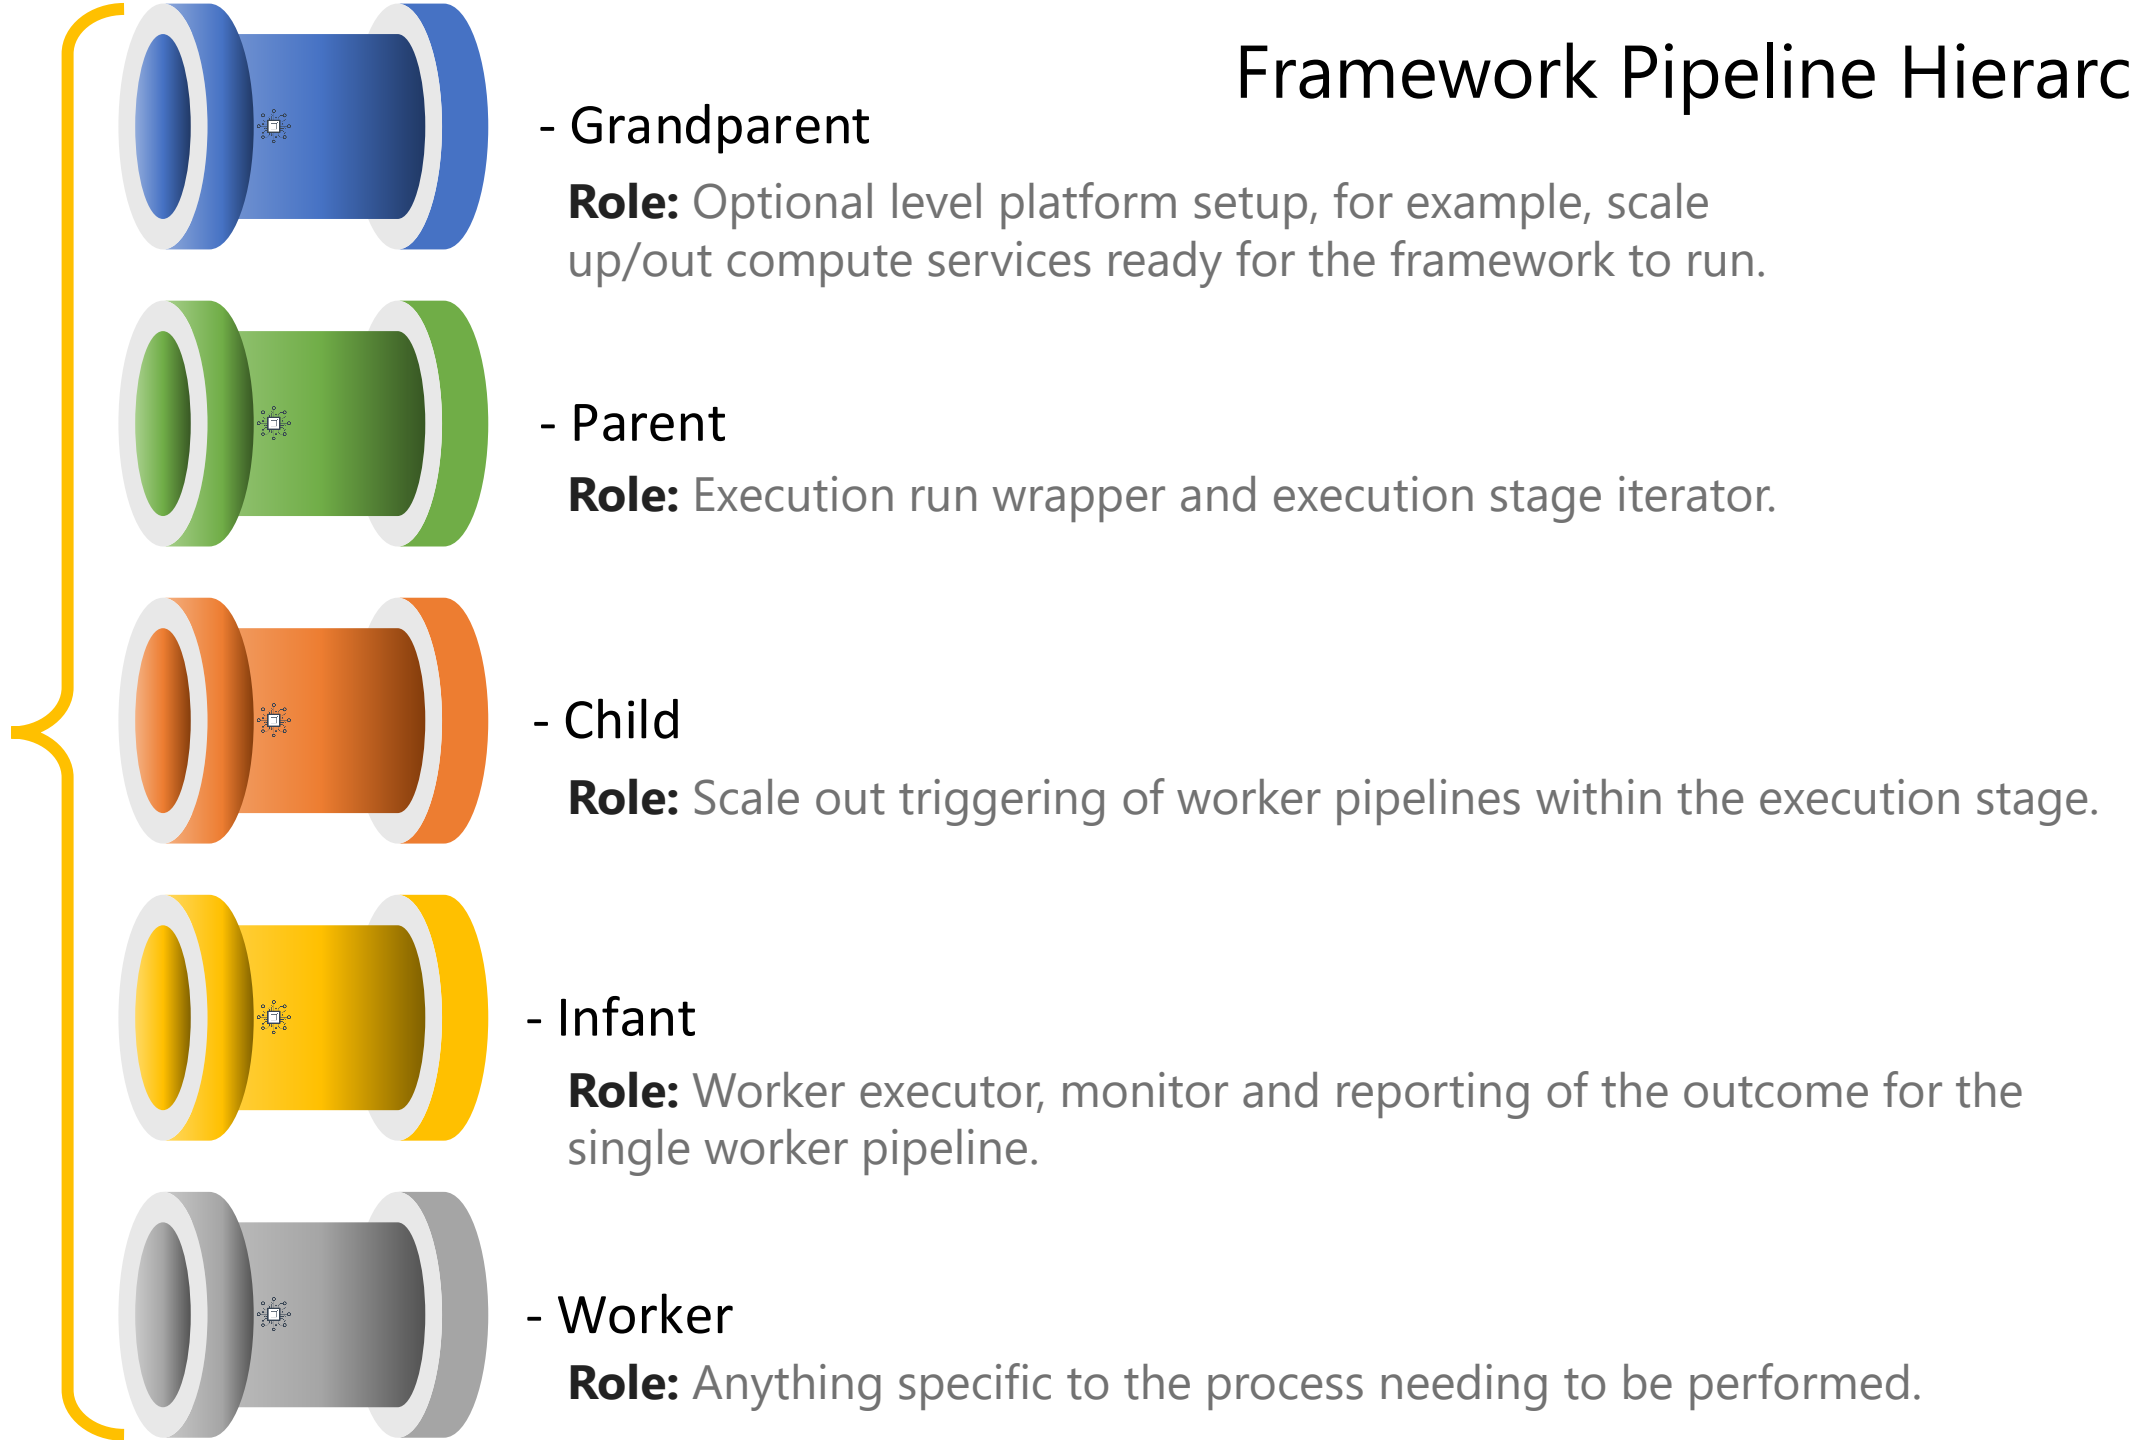 Framework Pipeline Hierarc
- Grandparent
Role: Optional level platform setup, for example, scale
up/out compute services ready for the framework to run.
- Parent
Role: Execution run wrapper and execution stage iterator.
- Child
Role: Scale out triggering of worker pipelines within the execution stage.
- Infant
Role: Worker executor, monitor and reporting of the outcome for the
single worker pipeline.
- Worker
Role: Anything specific to the process needing to be performed.